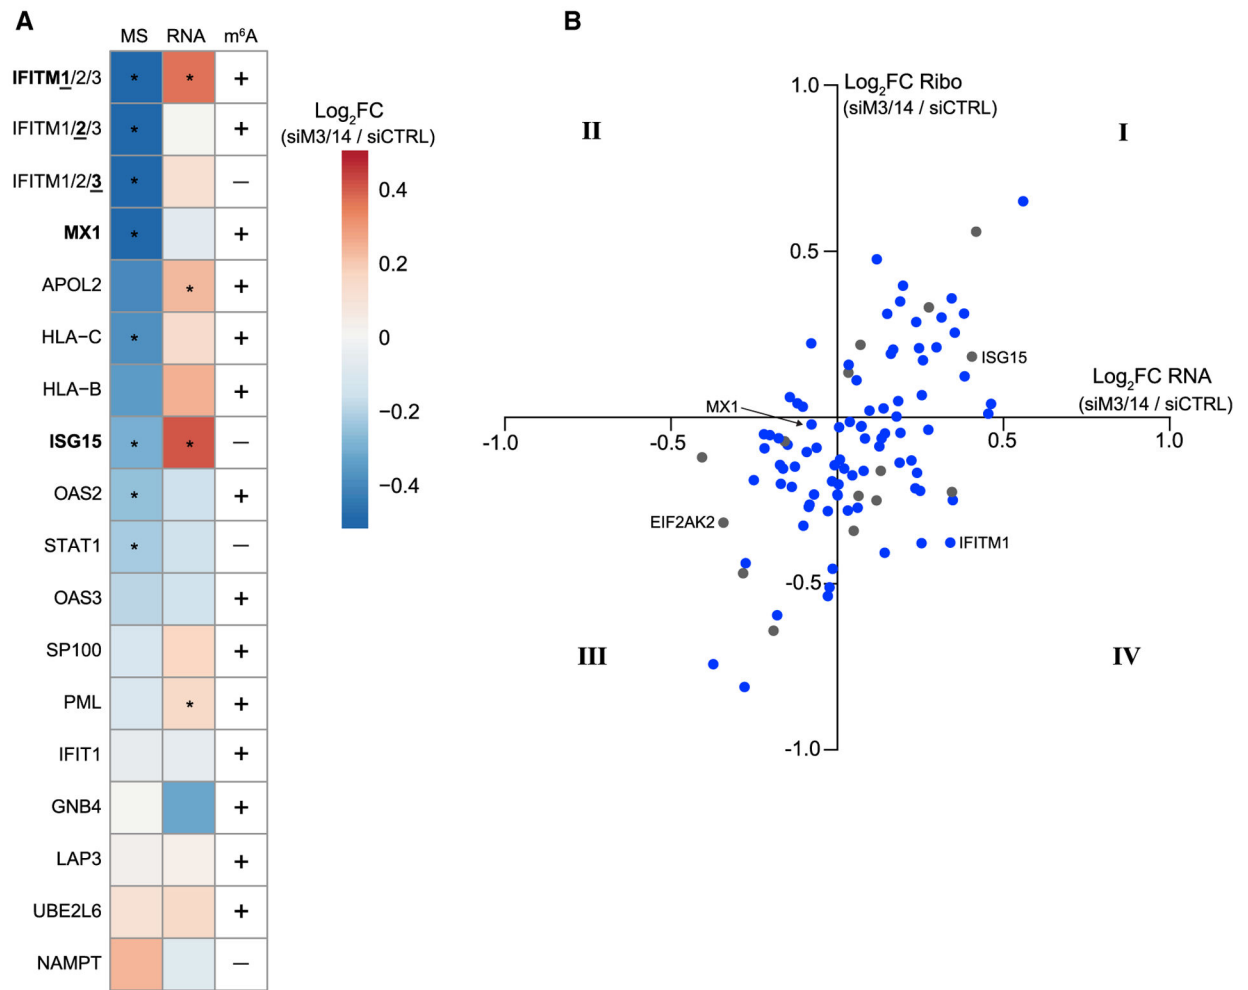 A
MS RNA m⁶A
IFITM1/2/3 * * +
IFITM1/2/3 * +
IFITM1/2/3 * −
MX1 * +
APOL2 * +
HLA−C * +
HLA−B +
ISG15 * * −
OAS2 * +
STAT1 * −
OAS3 +
SP100 +
PML * +
IFIT1 +
GNB4 +
LAP3 +
UBE2L6 +
NAMPT −
Log₂FC
(siM3/14 / siCTRL)
0.4
0.2
0
−0.2
−0.4
B
1.0
Log₂FC Ribo
(siM3/14 / siCTRL)
II
I
0.5
ISG15
Log₂FC RNA
(siM3/14 / siCTRL)
MX1
-1.0 -0.5 0.5 1.0
EIF2AK2
IFITM1
-0.5
III
IV
-1.0